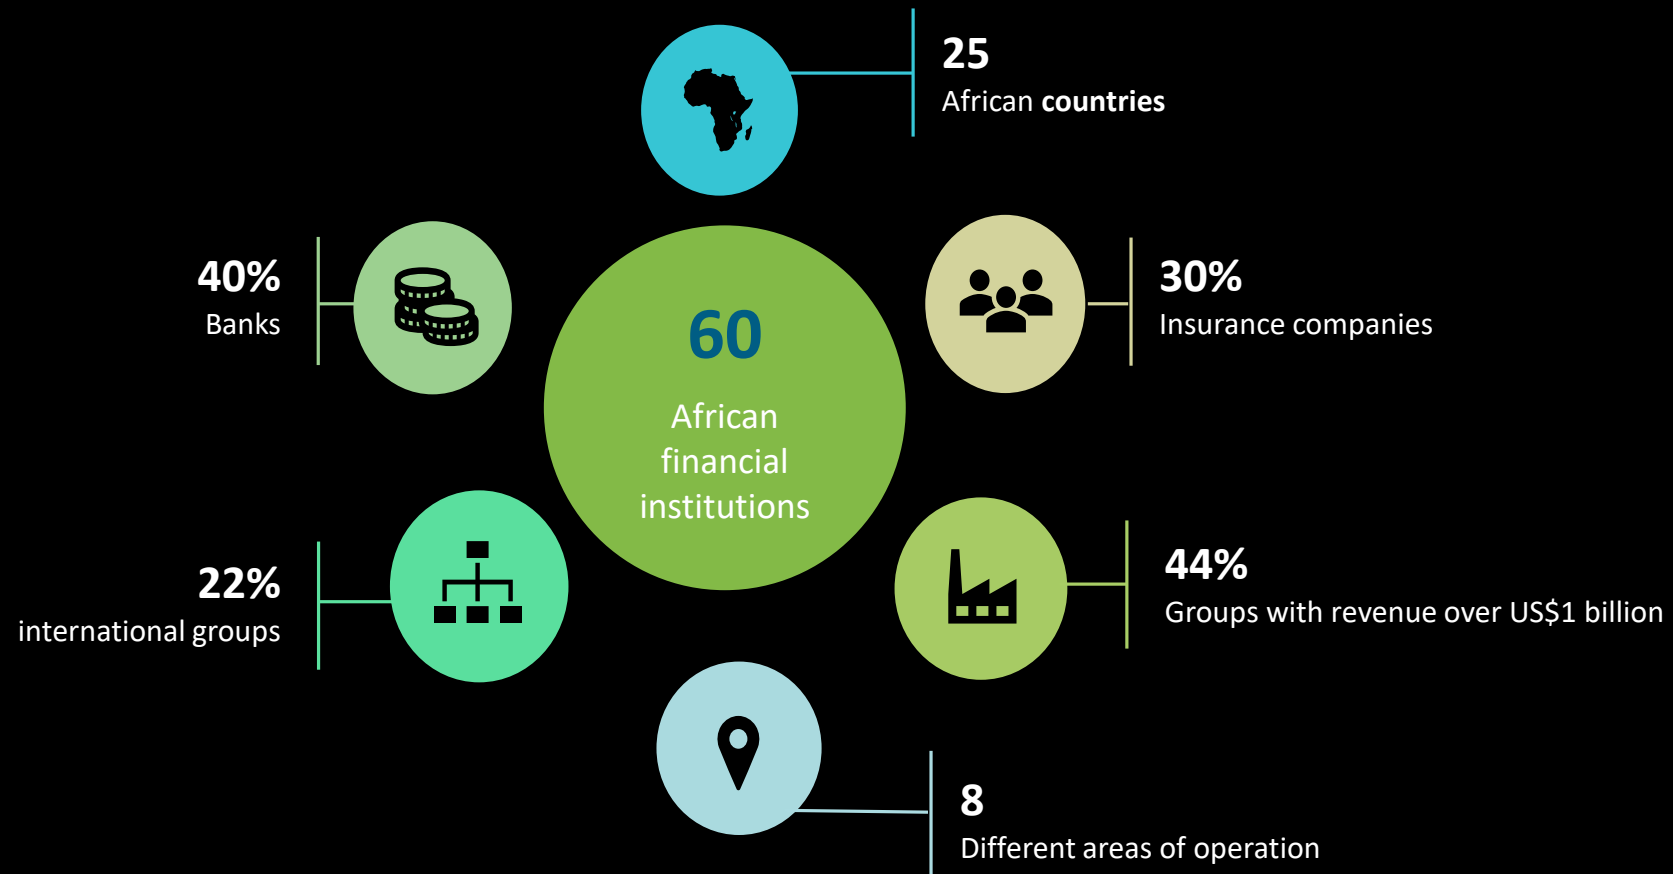 25
African countries
40%
Banks
30%
Insurance companies
60
African
financial
institutions
22%
international groups
44%
Groups with revenue over US$1 billion
8
Different areas of operation